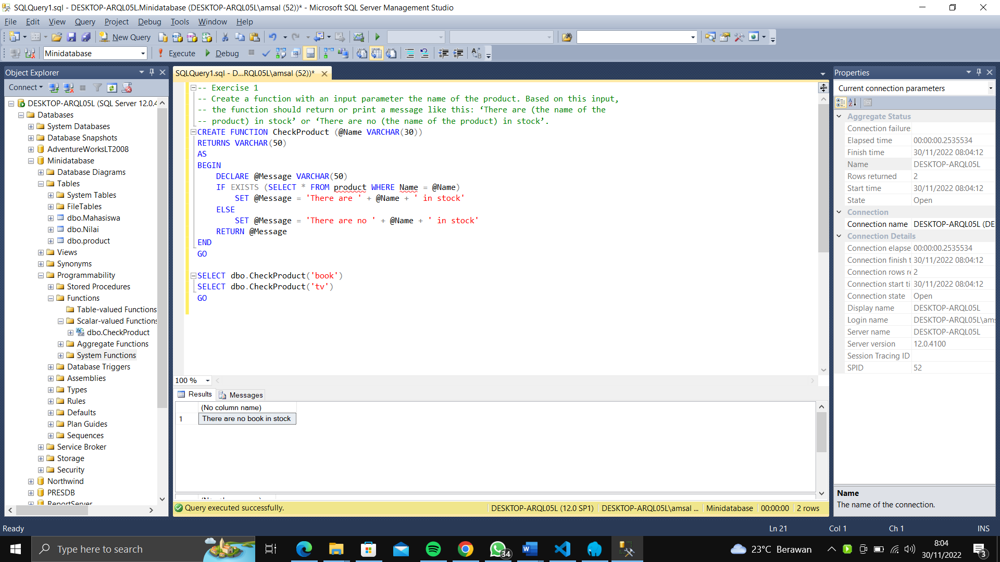 SQLQuery1.sql - DESKTOP-ARQL05L.Minidatabase (DESKTOP-ARQL05L\amsal (52))* - Microsoft SQL Server Management Studio
File Edit View Query Project Debug Tools Window Help
New Query
Minidatabase Execute Debug
Object Explorer
Connect
DESKTOP-ARQL05L (SQL Server 12.0.4
Databases
System Databases
Database Snapshots
AdventureWorksLT2008
Minidatabase
Database Diagrams
Tables
System Tables
FileTables
dbo.Mahasiswa
dbo.Nilai
dbo.product
Views
Synonyms
Programmability
Stored Procedures
Functions
Table-valued Functions
Scalar-valued Functions
dbo.CheckProduct
Aggregate Functions
System Functions
Database Triggers
Assemblies
Types
Rules
Defaults
Plan Guides
Sequences
Service Broker
Storage
Security
Northwind
PRESDB
ReportServer
SQLQuery1.sql - D...RQL05L\amsal (52))*
-- Exercise 1
-- Create a function with an input parameter the name of the product. Based on this input,
-- the function should return or print a message like this: ‘There are (the name of the
-- product) in stock’ or ‘There are no (the name of the product) in stock’.
CREATE FUNCTION CheckProduct (@Name VARCHAR(30))
RETURNS VARCHAR(50)
AS
BEGIN
DECLARE @Message VARCHAR(50)
IF EXISTS (SELECT * FROM product WHERE Name = @Name)
SET @Message = 'There are ' + @Name + ' in stock'
ELSE
SET @Message = 'There are no ' + @Name + ' in stock'
RETURN @Message
END
GO
SELECT dbo.CheckProduct('book')
SELECT dbo.CheckProduct('tv')
GO
100 %
Results Messages
(No column name)
1 There are no book in stock
Query executed successfully. DESKTOP-ARQL05L (12.0 SP1) DESKTOP-ARQL05L\amsal ... Minidatabase 00:00:00 2 rows
Properties
Current connection parameters
Aggregate Status
Connection failure
Elapsed time 00:00:00.2535534
Finish time 30/11/2022 08:04:12
Name DESKTOP-ARQL05L
Rows returned 2
Start time 30/11/2022 08:04:12
State Open
Connection
Connection name DESKTOP-ARQL05L (DE
Connection Details
Connection elapse 00:00:00.2535534
Connection finish t 30/11/2022 08:04:12
Connection rows re 2
Connection start ti 30/11/2022 08:04:12
Connection state Open
Display name DESKTOP-ARQL05L
Login name DESKTOP-ARQL05L\ams
Server name DESKTOP-ARQL05L
Server version 12.0.4100
Session Tracing ID
SPID 52
Name
The name of the connection.
Ready Ln 21 Col 1 Ch 1 INS
Type here to search 34 23°C Berawan 8:04
30/11/2022 3